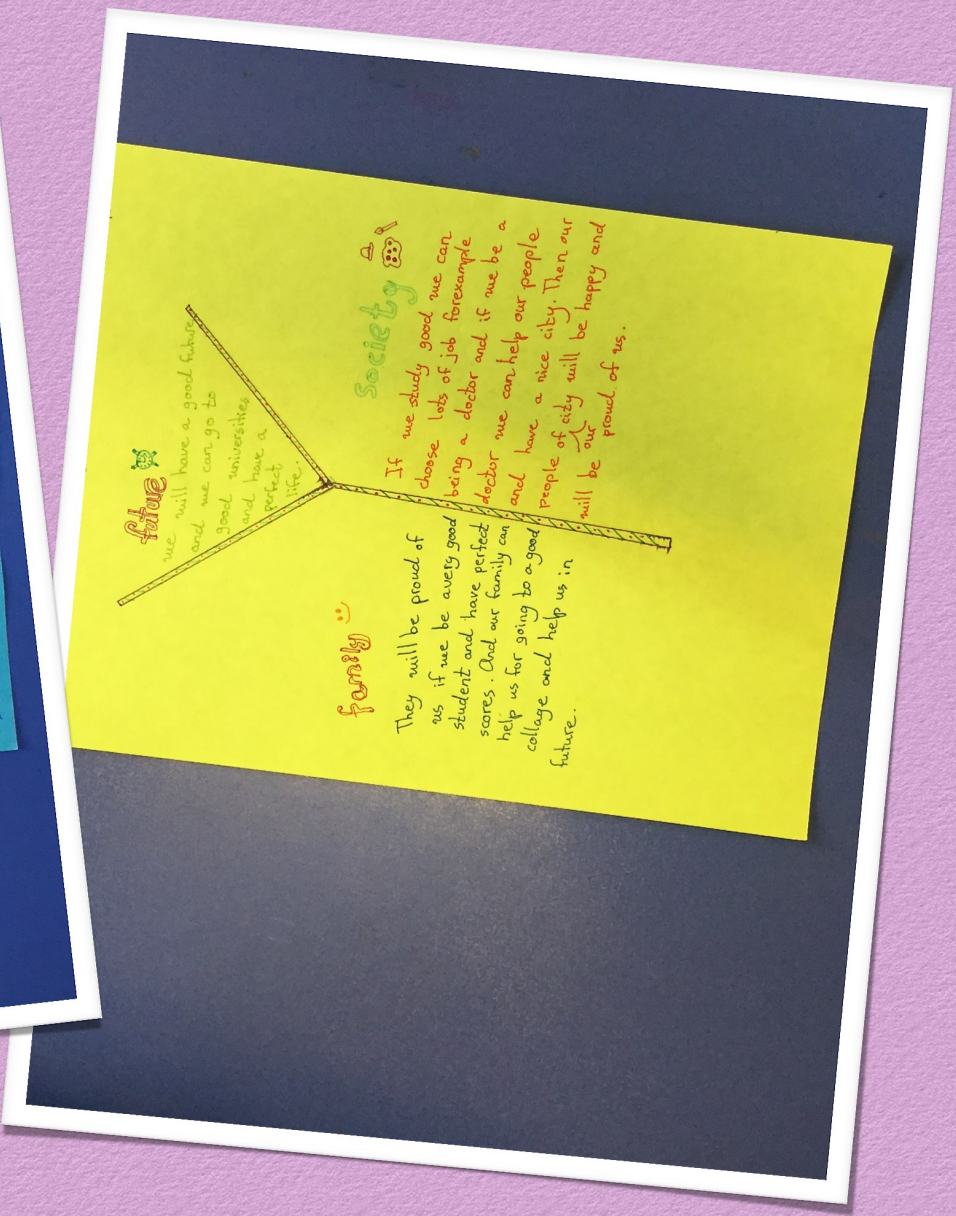 future
we will have a good future
and we can go to
good universities
and have a
perfect
life.
family
They will be proud of
us if we be avery good
student and have perfect
scores. And our family can
help us for going to a good
collage and help us in
future.
Society
If we study good we can
choose lots of job forexample
being a doctor and if we be a
doctor we can help our people
and have a nice city. Then our
people of our city will be happy and
will be proud of us.